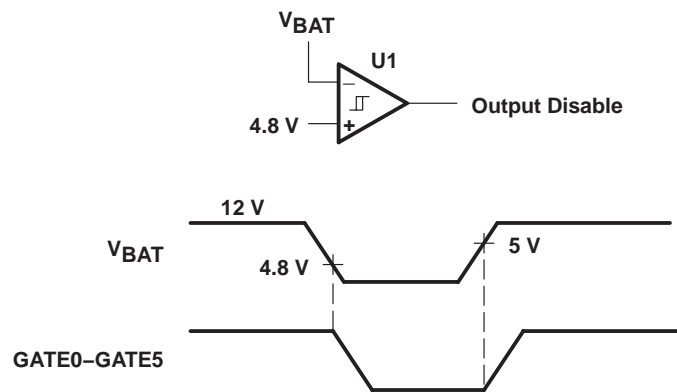 VBAT
U1
−
4.8 V
+
Output Disable
12 V
VBAT
4.8 V
5 V
GATE0−GATE5